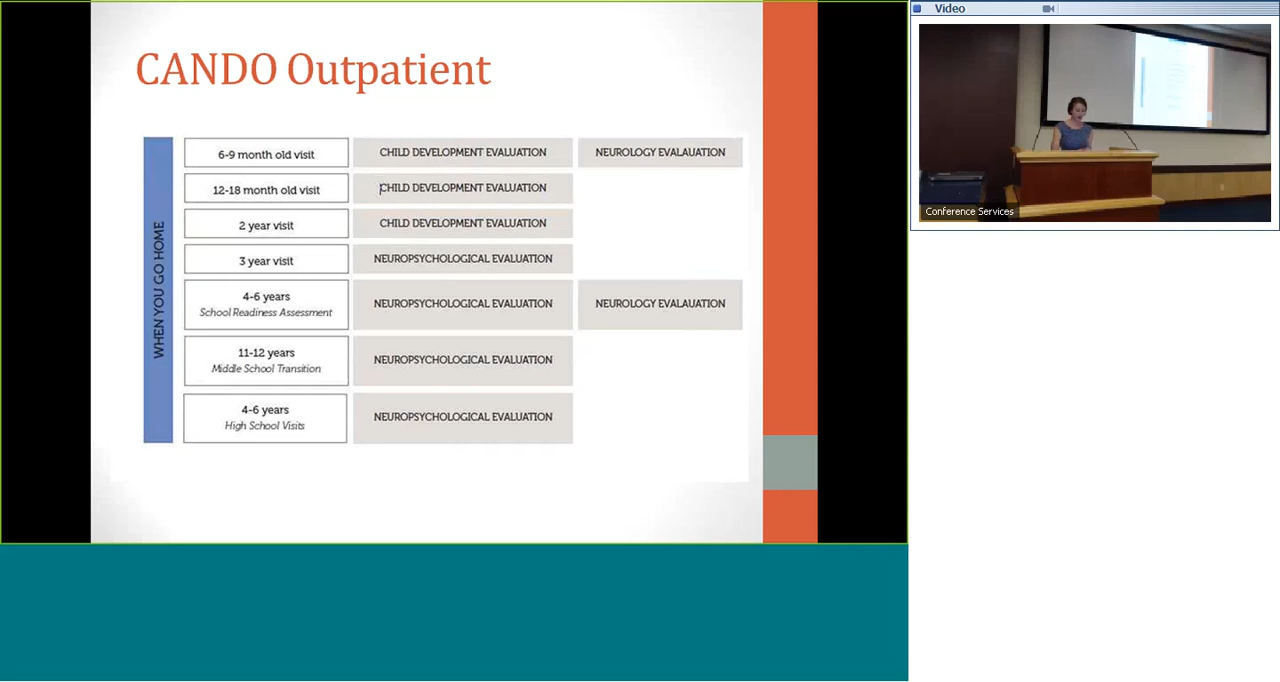 CANDO Outpatient
WHEN YOU GO HOME
6-9 month old visit
CHILD DEVELOPMENT EVALUATION
NEUROLOGY EVALAUATION
12-18 month old visit
CHILD DEVELOPMENT EVALUATION
2 year visit
CHILD DEVELOPMENT EVALUATION
3 year visit
NEUROPSYCHOLOGICAL EVALUATION
4-6 years
School Readiness Assessment
NEUROPSYCHOLOGICAL EVALUATION
NEUROLOGY EVALAUATION
11-12 years
Middle School Transition
NEUROPSYCHOLOGICAL EVALUATION
4-6 years
High School Visits
NEUROPSYCHOLOGICAL EVALUATION
Video
Conference Services